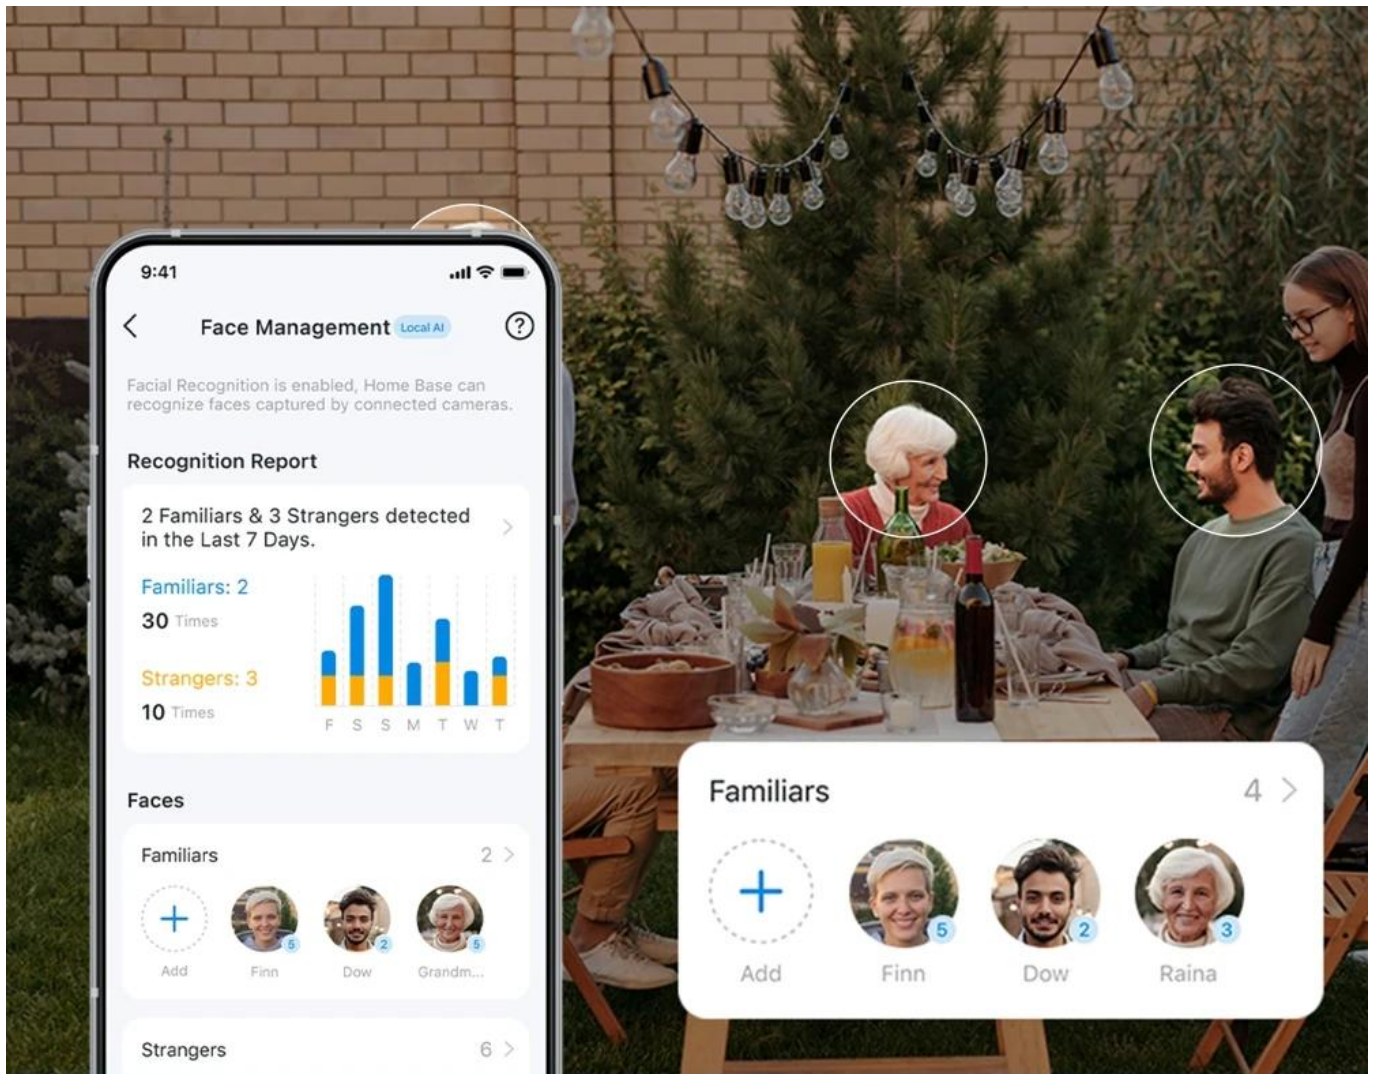 9:41
Face Management Local AI
Facial Recognition is enabled, Home Base can
recognize faces captured by connected cameras.
Recognition Report
2 Familiars & 3 Strangers detected
in the Last 7 Days.
Familiars: 2
30 Times
Strangers: 3
10 Times
F S S M T W T
Faces
Familiars 2
5 2 5
Add Finn Dow Grandm...
Strangers 6
Familiars 4
5 2 3
Add Finn Dow Raina